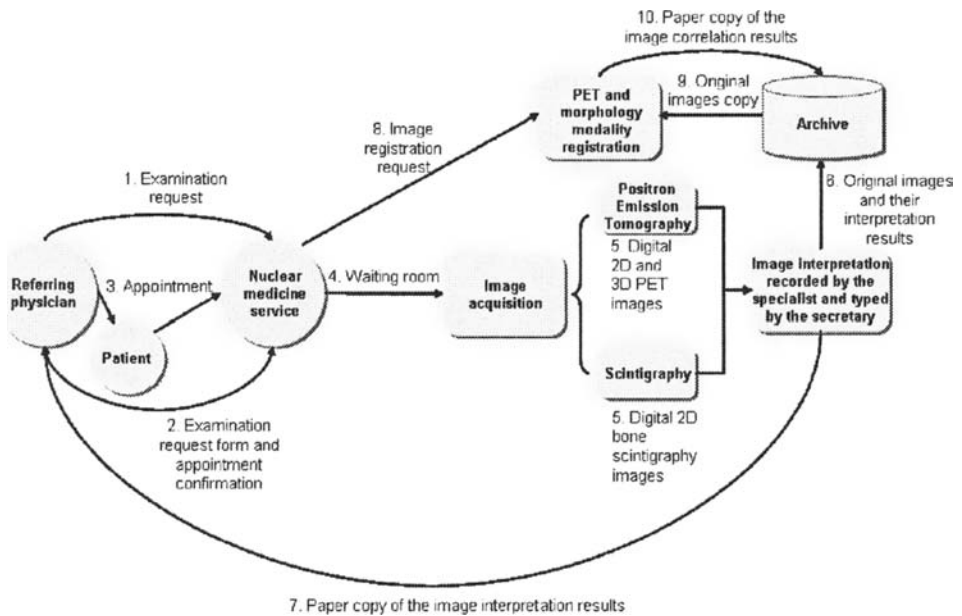 10. Paper copy of the
image correlation results
9. Original
images copy
PET and
morphology
modality
registration
Archive
8. Image
registration
request
1. Examination
request
Positron
Emission
Tomography
6. Original images
and their
interpretation
results
Referring
physician
3. Appointment
Nuclear
medicine
service
4. Waiting room
Image
acquisition
5. Digital
2D and
3D PET
images
Image interpretation
recorded by the
specialist and typed
by the secretary
Patient
Scintigraphy
2. Examination
request form and
appointment
confirmation
5. Digital 2D
bone
scintigraphy
images
7. Paper copy of the image interpretation results